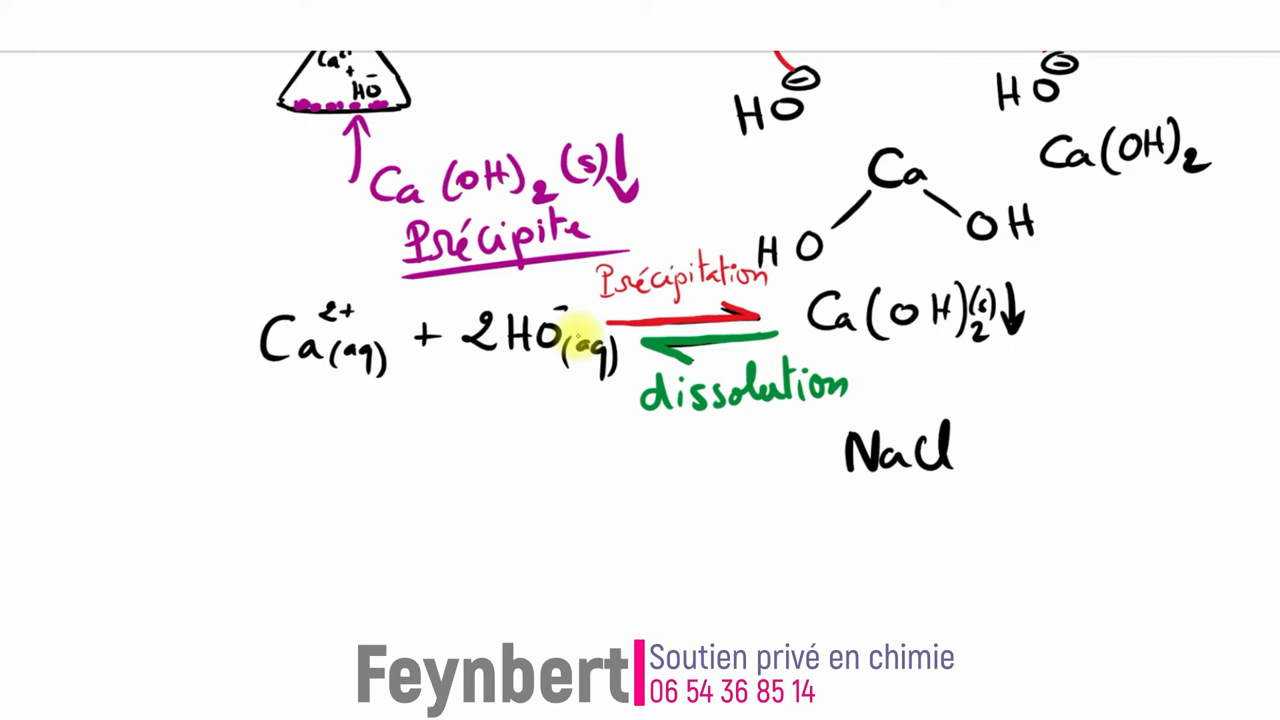 Ca²⁺
+
HO⁻
HO⊖
HO⊖
Ca(OH)₂
Ca(OH)₂(s)↓
Précipite
Ca
HO
OH
Précipitation
Ca²⁺(aq) + 2HO⁻(aq) ⇌ Ca(OH)₂(s)↓
dissolution
NaCl
Feynbert
Soutien privé en chimie
06 54 36 85 14